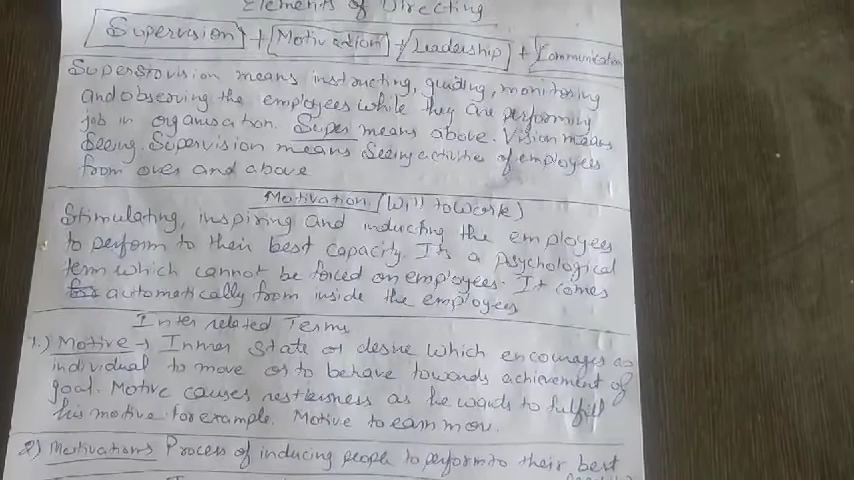 Elements of Directing
Supervision + Motivation + Leadership + Communication
Supersrovision means instructing, guiding, monitoring
and observing the employees while they are performing
job in organisation. Super means above. Vision means
Seeing. Supervision means Seeing activities of employees
from over and above
Motivation (Will to work)
Stimulating, inspiring and inducting the employees
to perform to their best capacity. It's a psychological
term which cannot be forced on employees. It comes
automatically from inside the employees
Inter related Terms
1.) Motive → Inner State or desire which encourages an
individual to move or to behave towards achievement of
goal. Motive causes restlessness as he wants to fulfill
his motive for example. Motive to earn mon.
2) Motivations Process of inducing people to perform to their best